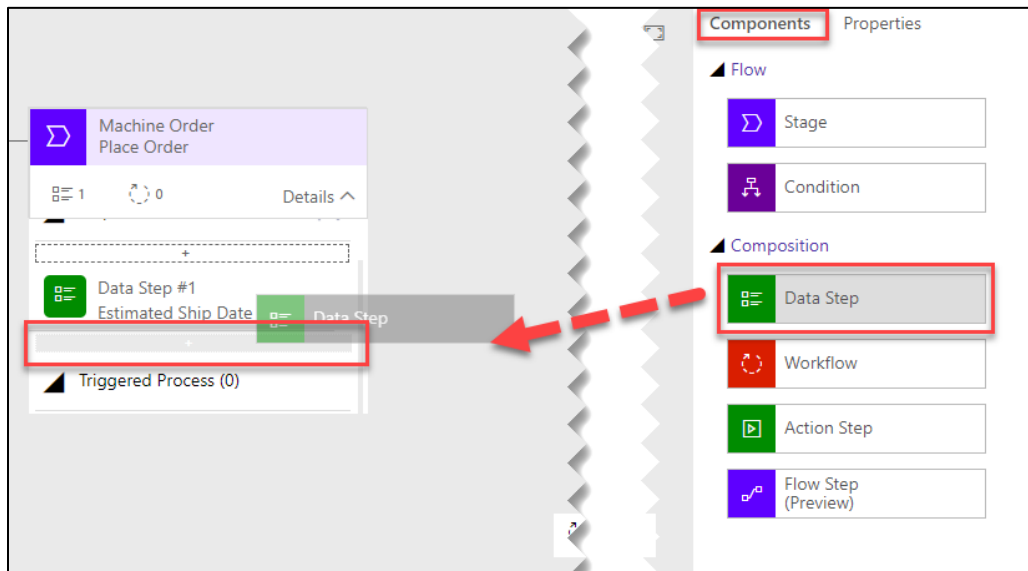 Components Properties
Flow
Stage
Condition
Composition
Data Step
Workflow
Action Step
Flow Step
(Preview)
Machine Order
Place Order
1
0
Details
+
Data Step #1
Estimated Ship Date
Data Step
+
Triggered Process (0)